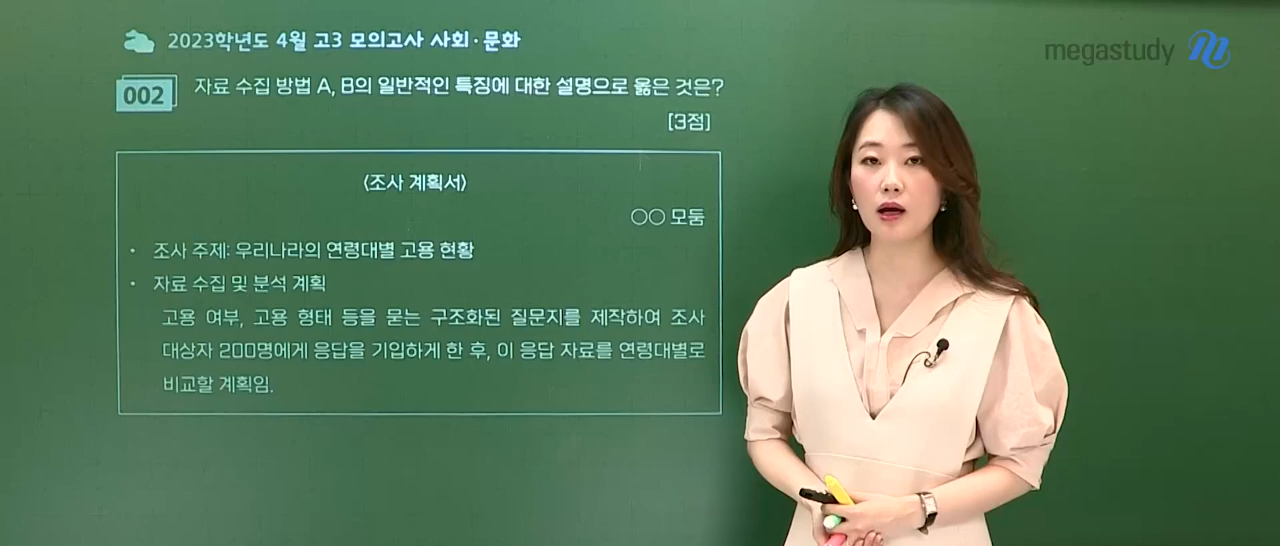 2023학년도 4월 고3 모의고사 사회·문화
megastudy
002
자료 수집 방법 A, B의 일반적인 특징에 대한 설명으로 옳은 것은?
[3점]
〈조사 계획서〉
○○ 모둠
• 조사 주제: 우리나라의 연령대별 고용 현황
• 자료 수집 및 분석 계획
고용 여부, 고용 형태 등을 묻는 구조화된 질문지를 제작하여 조사
대상자 200명에게 응답을 기입하게 한 후, 이 응답 자료를 연령대별로
비교할 계획임.